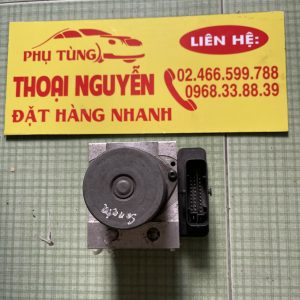 PHỤ TÙNG
THOẠI NGUYỄN
ĐẶT HÀNG NHANH
LIÊN HỆ:
02.466.599.788
0968.33.88.39